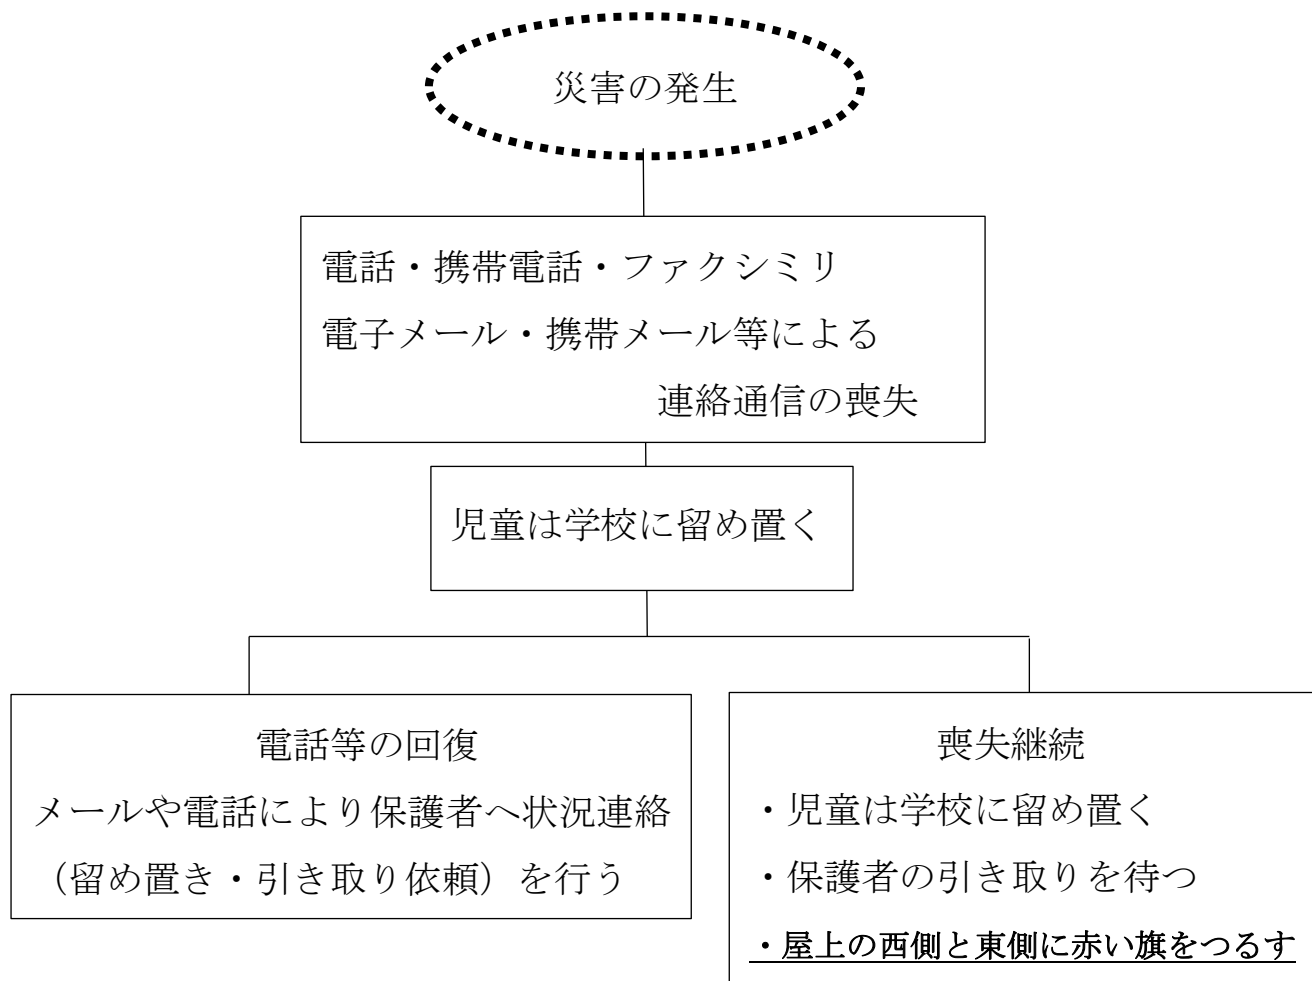 災害の発生
電話・携帯電話・ファクシミリ
電子メール・携帯メール等による
連絡通信の喪失
児童は学校に留め置く
電話等の回復
メールや電話により保護者へ状況連絡
（留め置き・引き取り依頼）を行う
喪失継続
・児童は学校に留め置く
・保護者の引き取りを待つ
・屋上の西側と東側に赤い旗をつるす